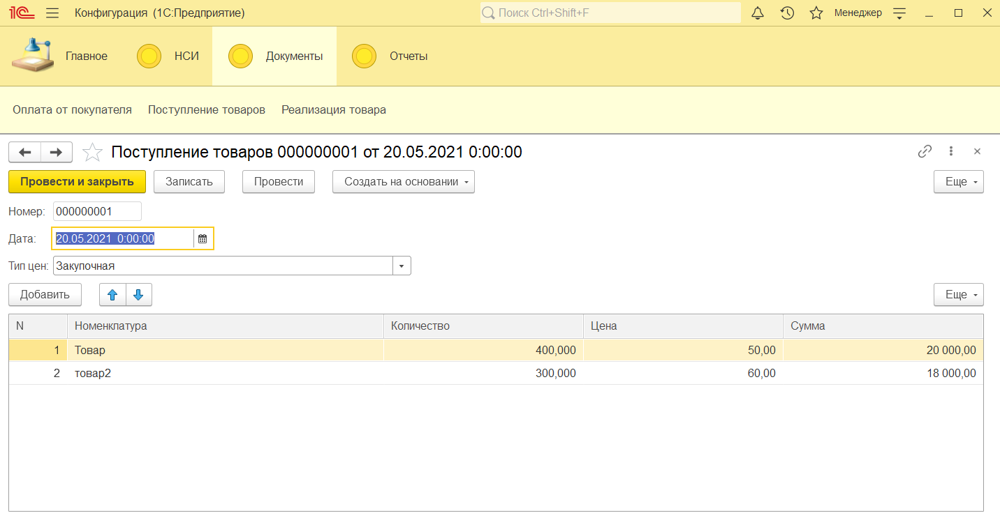 1С Конфигурация (1С:Предприятие) Поиск Ctrl+Shift+F Менеджер
Главное НСИ Документы Отчеты
Оплата от покупателя Поступление товаров Реализация товара
Поступление товаров 000000001 от 20.05.2021 0:00:00
Провести и закрыть Записать Провести Создать на основании Еще
Номер: 000000001
Дата: 20.05.2021 0:00:00
Тип цен: Закупочная
Добавить Еще
N Номенклатура Количество Цена Сумма
1 Товар 400,000 50,00 20 000,00
2 товар2 300,000 60,00 18 000,00